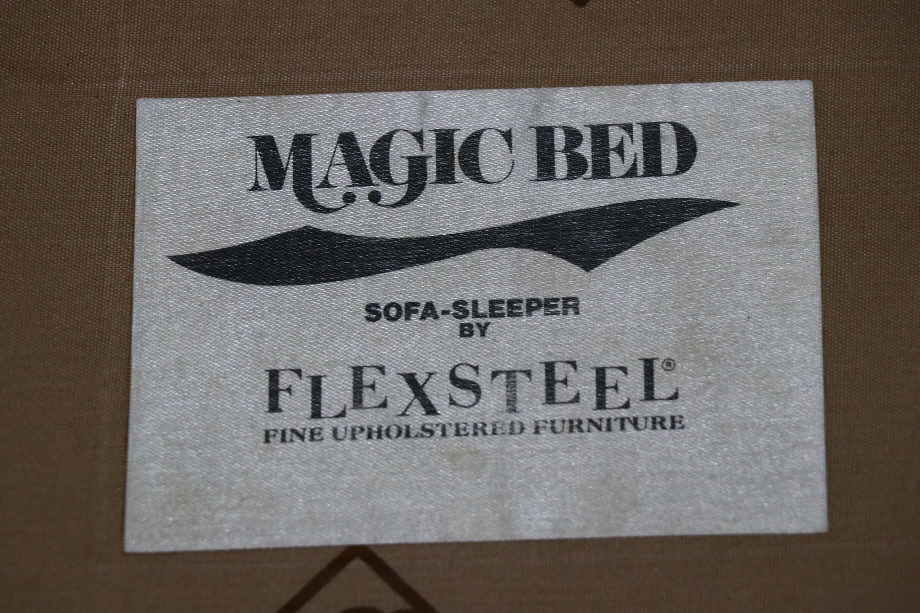 MAGIC BED
SOFA-SLEEPER
BY
FLEXSTEEL®
FINE UPHOLSTERED FURNITURE